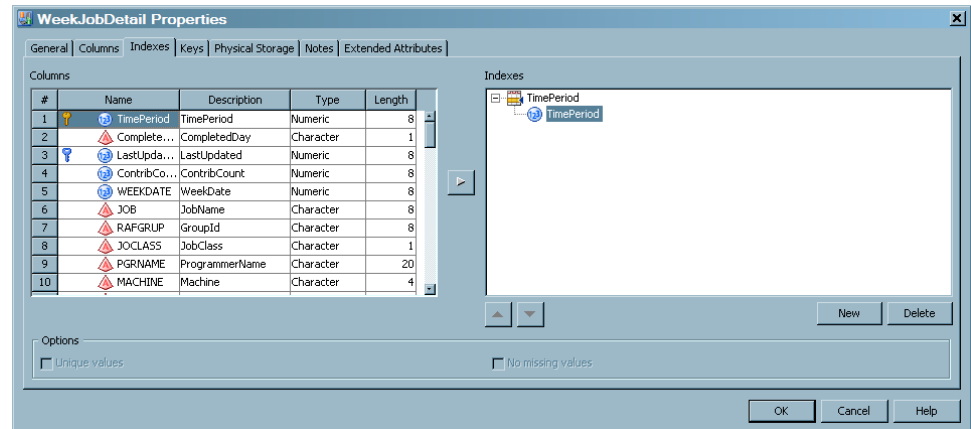 WeekJobDetail Properties
General Columns Indexes Keys Physical Storage Notes Extended Attributes
Columns
Indexes
# Name Description Type Length
1 TimePeriod TimePeriod Numeric 8
2 Complete... CompletedDay Character 1
3 LastUpda... LastUpdated Numeric 8
4 ContribCo... ContribCount Numeric 8
5 WEEKDATE WeekDate Numeric 8
6 JOB JobName Character 8
7 RAFGRUP GroupId Character 8
8 JOCLASS JobClass Character 1
9 PGRNAME ProgrammerName Character 20
10 MACHINE Machine Character 4
TimePeriod
123 TimePeriod
New Delete
Options
Unique values
No missing values
OK Cancel Help